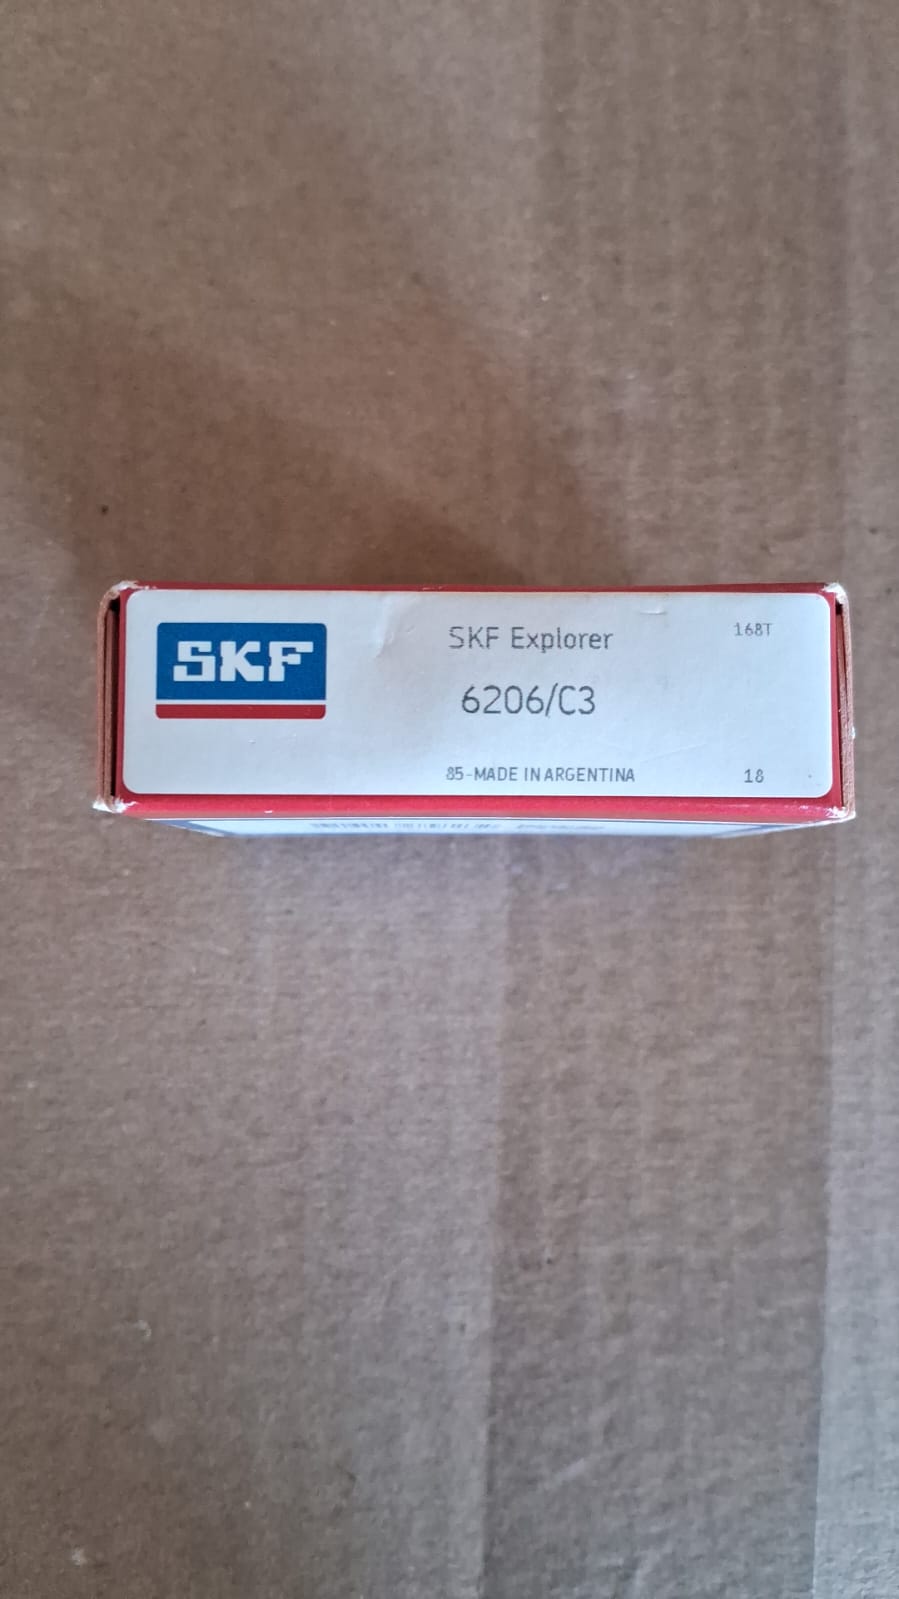 SKF
SKF Explorer
168T
6206/C3
85-MADE IN ARGENTINA
18